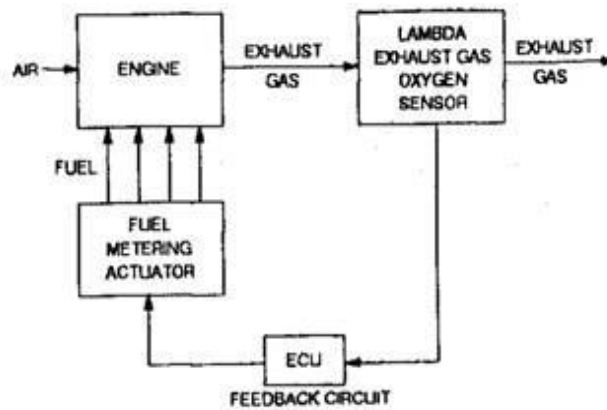 AIR
ENGINE
EXHAUST
GAS
LAMBDA
EXHAUST GAS
OXYGEN
SENSOR
EXHAUST
GAS
FUEL
FUEL
METERING
ACTUATOR
ECU
FEEDBACK CIRCUIT